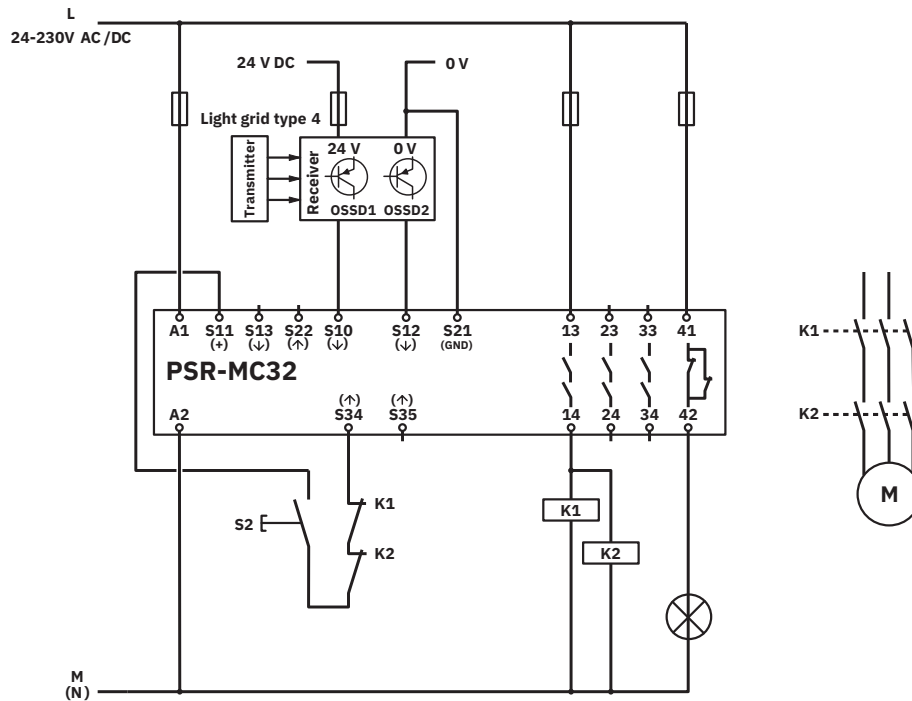 L
24-230V AC/DC
24 V DC
0 V
Light grid type 4
Transmitter
Receiver
24 V
0 V
OSSD1
OSSD2
A1
S11
(+)
S13
(↓)
S22
(↑)
S10
(↓)
S12
(↓)
S21
(GND)
13
23
33
41
PSR-MC32
A2
(↑)
S34
(↑)
S35
14
24
34
42
S2
K1
K2
K1
K2
K1
K2
M
M
(N)